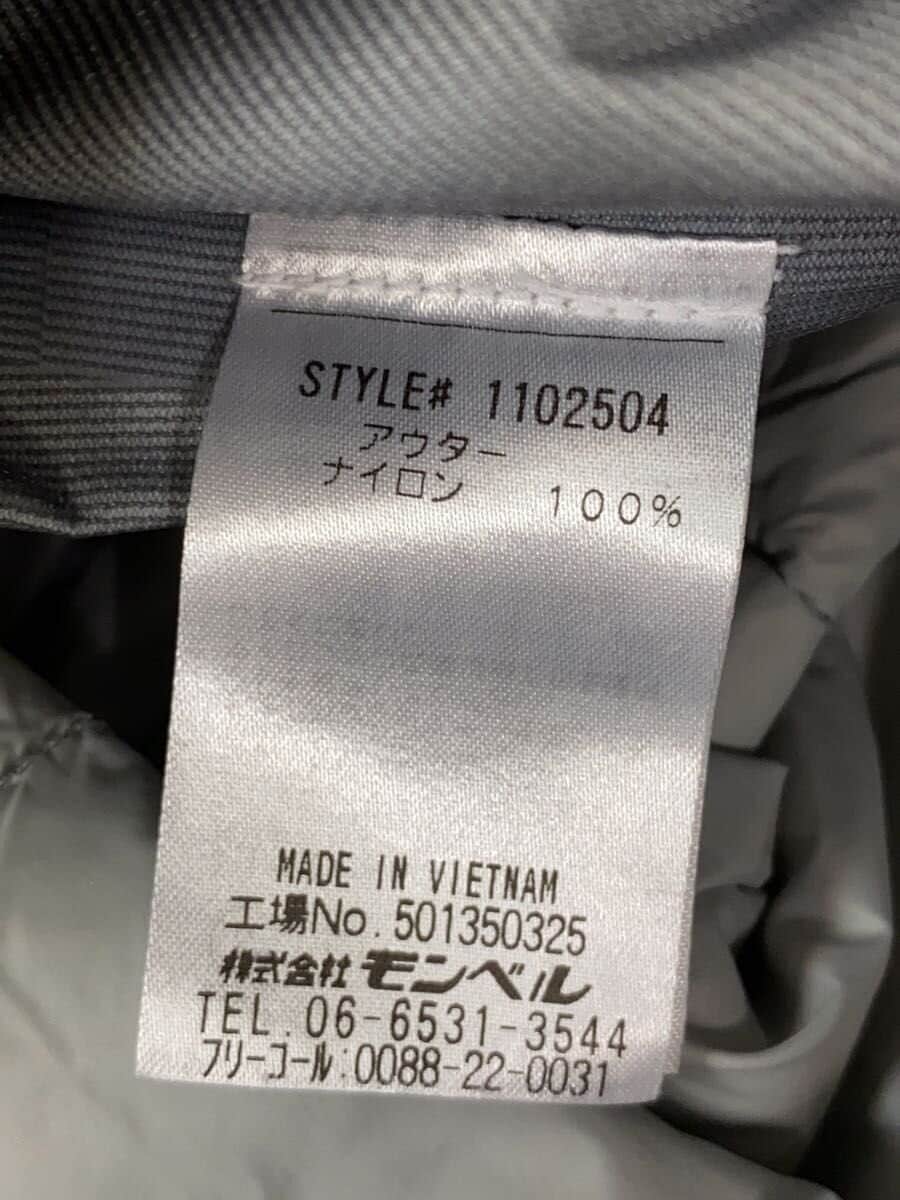 STYLE# 1102504
アウター
ナイロン 100%
MADE IN VIETNAM
工場No. 501350325
株式会社モンベル
TEL. 06-6531-3544
フリーコール:0088-22-0031